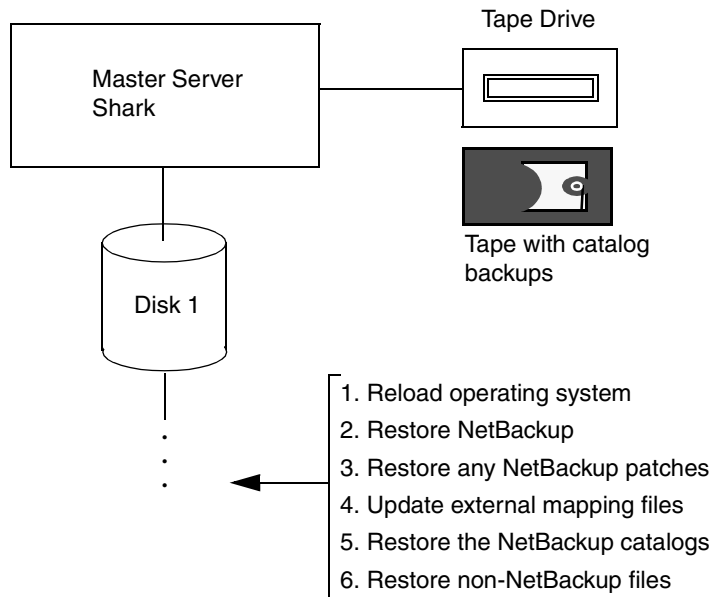 Tape Drive
Master Server
Shark
Tape with catalog
backups
Disk 1
1. Reload operating system
2. Restore NetBackup
3. Restore any NetBackup patches
4. Update external mapping files
5. Restore the NetBackup catalogs
6. Restore non-NetBackup files